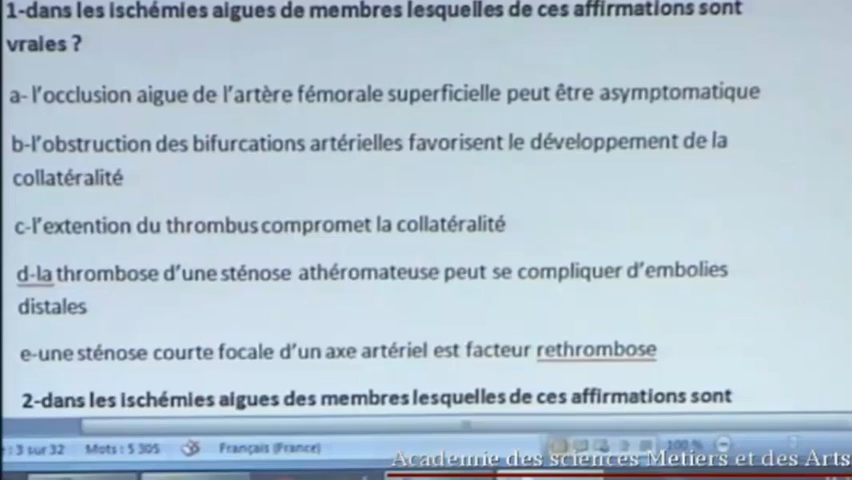 1-dans les ischémies aigues de membres lesquelles de ces affirmations sont
vraies ?
a- l'occlusion aigue de l'artère fémorale superficielle peut être asymptomatique
b-l'obstruction des bifurcations artérielles favorisent le développement de la
collatéralité
c-l'extention du thrombus compromet la collatéralité
d-la thrombose d'une sténose athéromateuse peut se compliquer d'embolies
distales
e-une sténose courte focale d'un axe artériel est facteur rethrombose
2-dans les ischémies aigues des membres lesquelles de ces affirmations sont
: 3 sur 32 Mots : 5 305 Français (France) 100 %
Academie des sciences Metiers et des Arts